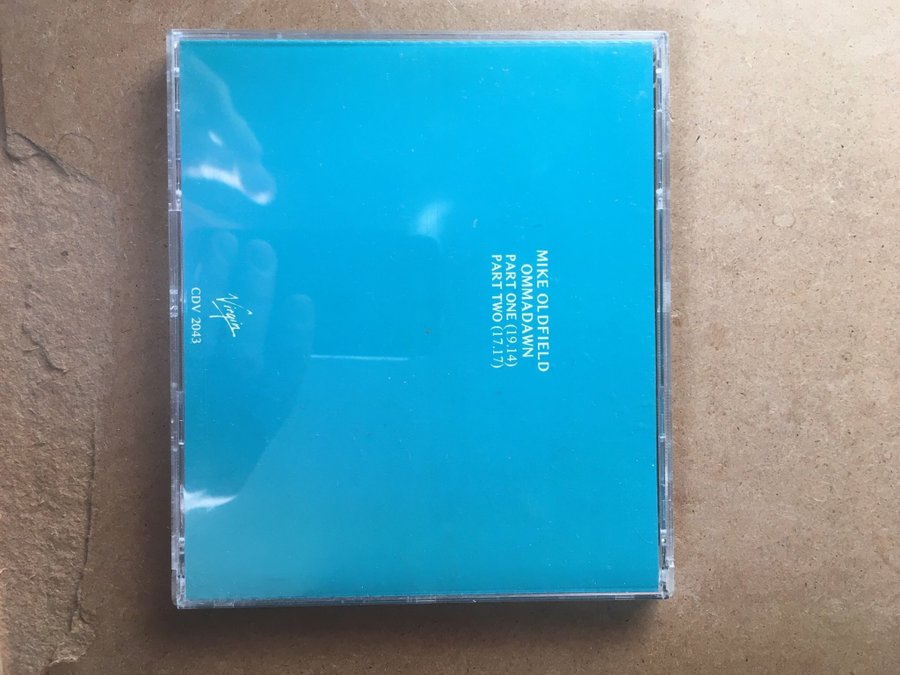 MIKE OLDFIELD
OMMADAWN
PART ONE (19.14)
PART TWO (17.17)
Virgin
CDV 2043